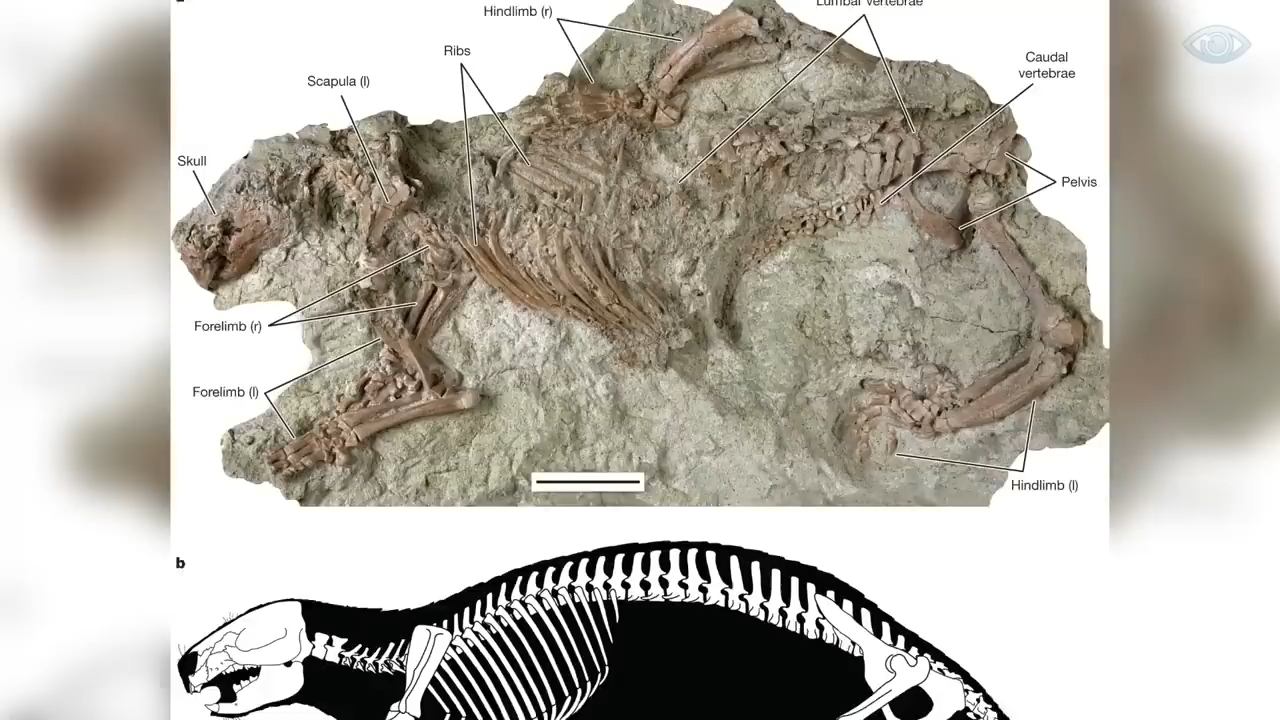 Hindlimb (r)
Lumbar vertebrae
Ribs
Caudal
vertebrae
Scapula (l)
Skull
Pelvis
Forelimb (r)
Forelimb (l)
Hindlimb (l)
b